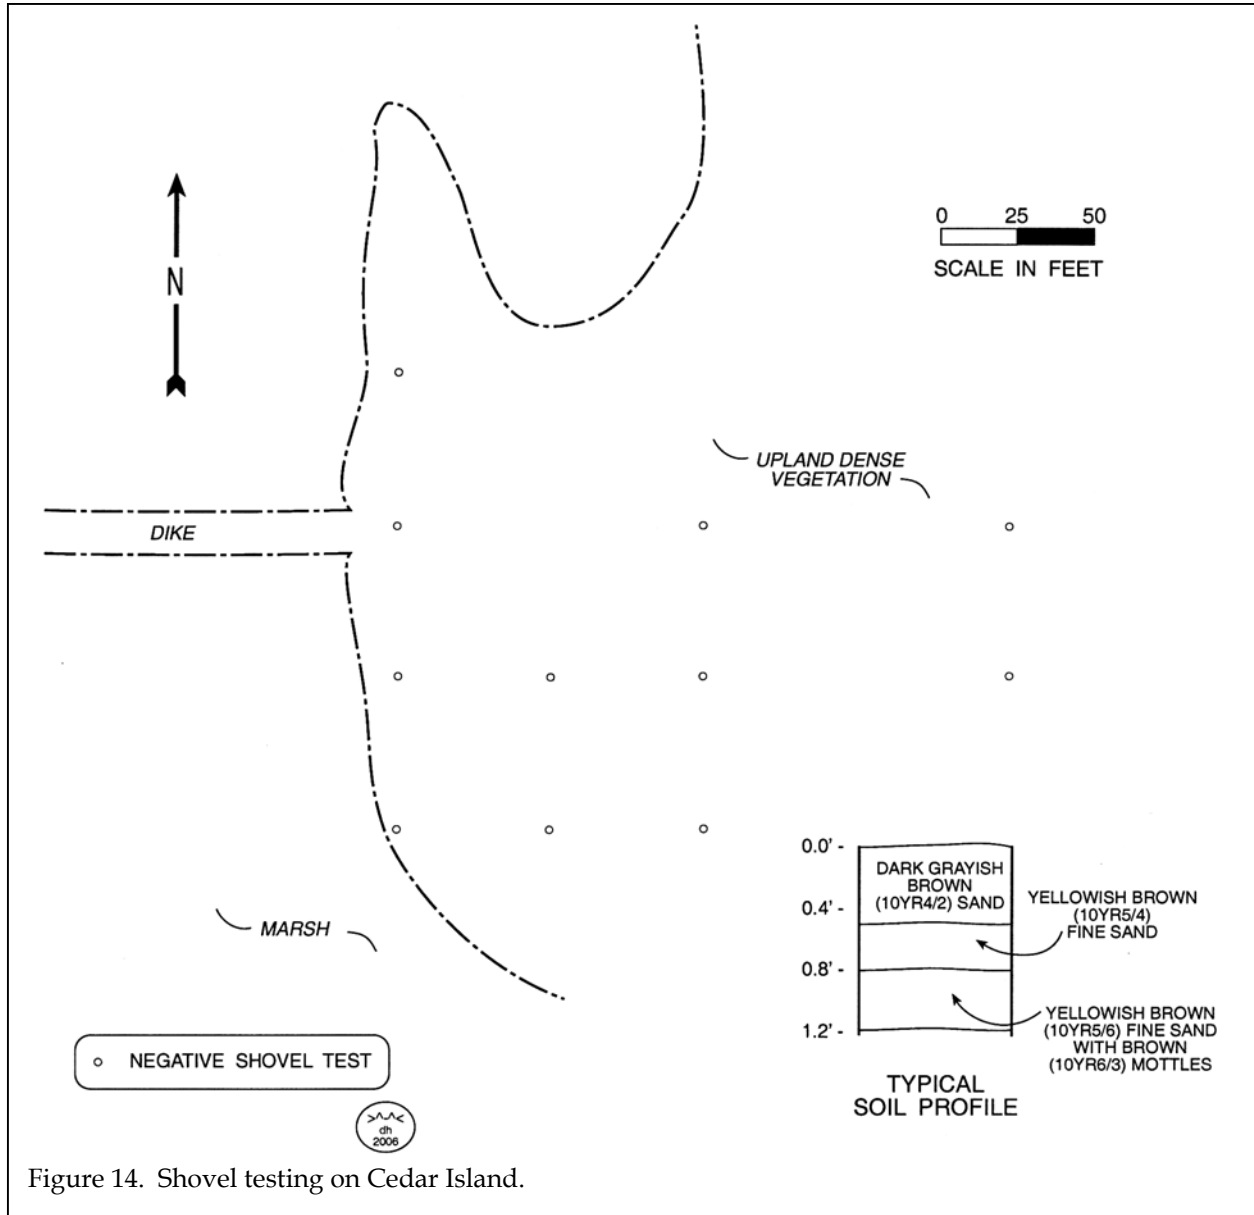 0 25 50
SCALE IN FEET
N
UPLAND DENSE
VEGETATION
DIKE
MARSH
0.0' -
0.4' -
0.8' -
1.2' -
DARK GRAYISH
BROWN
(10YR4/2) SAND
YELLOWISH BROWN
(10YR5/4)
FINE SAND
YELLOWISH BROWN
(10YR5/6) FINE SAND
WITH BROWN
(10YR6/3) MOTTLES
TYPICAL
SOIL PROFILE
NEGATIVE SHOVEL TEST
>^-^<
dh
2006
Figure 14. Shovel testing on Cedar Island.